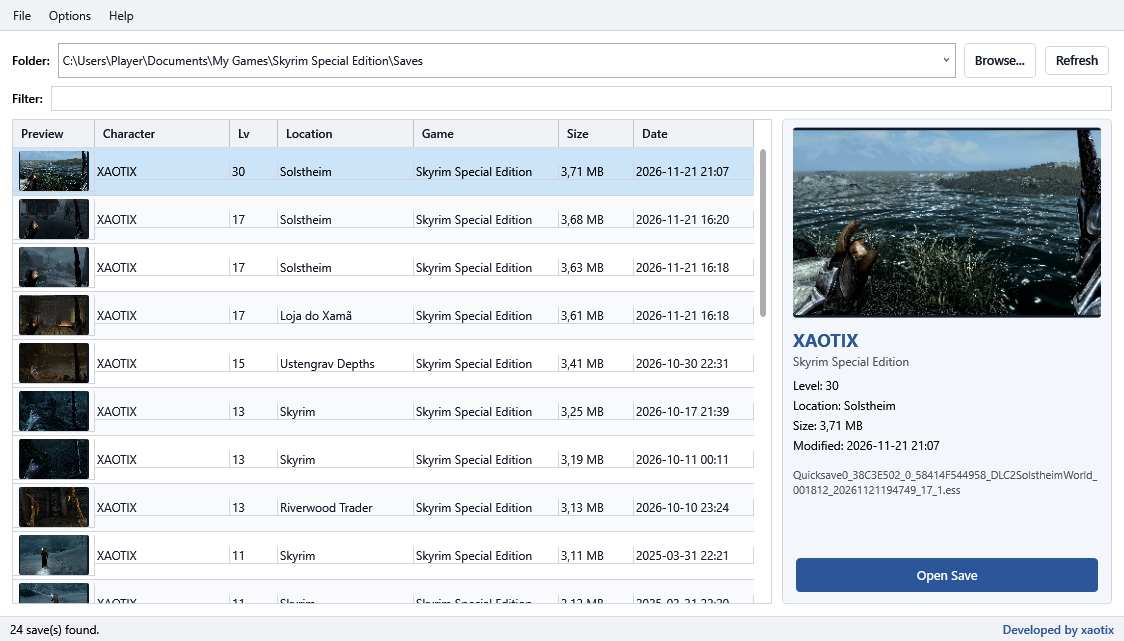 File Options Help
Folder: C:\Users\Player\Documents\My Games\Skyrim Special Edition\Saves Browse... Refresh
Filter:
Preview Character Lv Location Game Size Date
XAOTIX 30 Solstheim Skyrim Special Edition 3,71 MB 2026-11-21 21:07
XAOTIX 17 Solstheim Skyrim Special Edition 3,68 MB 2026-11-21 16:20
XAOTIX 17 Solstheim Skyrim Special Edition 3,63 MB 2026-11-21 16:18
XAOTIX 17 Loja do Xamã Skyrim Special Edition 3,61 MB 2026-11-21 16:18
XAOTIX 15 Ustengrav Depths Skyrim Special Edition 3,41 MB 2026-10-30 22:31
XAOTIX 13 Skyrim Skyrim Special Edition 3,25 MB 2026-10-17 21:39
XAOTIX 13 Skyrim Skyrim Special Edition 3,19 MB 2026-10-11 00:11
XAOTIX 13 Riverwood Trader Skyrim Special Edition 3,13 MB 2026-10-10 23:24
XAOTIX 11 Skyrim Skyrim Special Edition 3,11 MB 2025-03-31 22:21
XAOTIX 11 Skyrim Skyrim Special Edition
XAOTIX
Skyrim Special Edition
Level: 30
Location: Solstheim
Size: 3,71 MB
Modified: 2026-11-21 21:07
Quicksave0_38C3E502_0_58414F544958_DLC2SolstheimWorld_
001812_20261121194749_17_1.ess
Open Save
24 save(s) found. Developed by xaotix